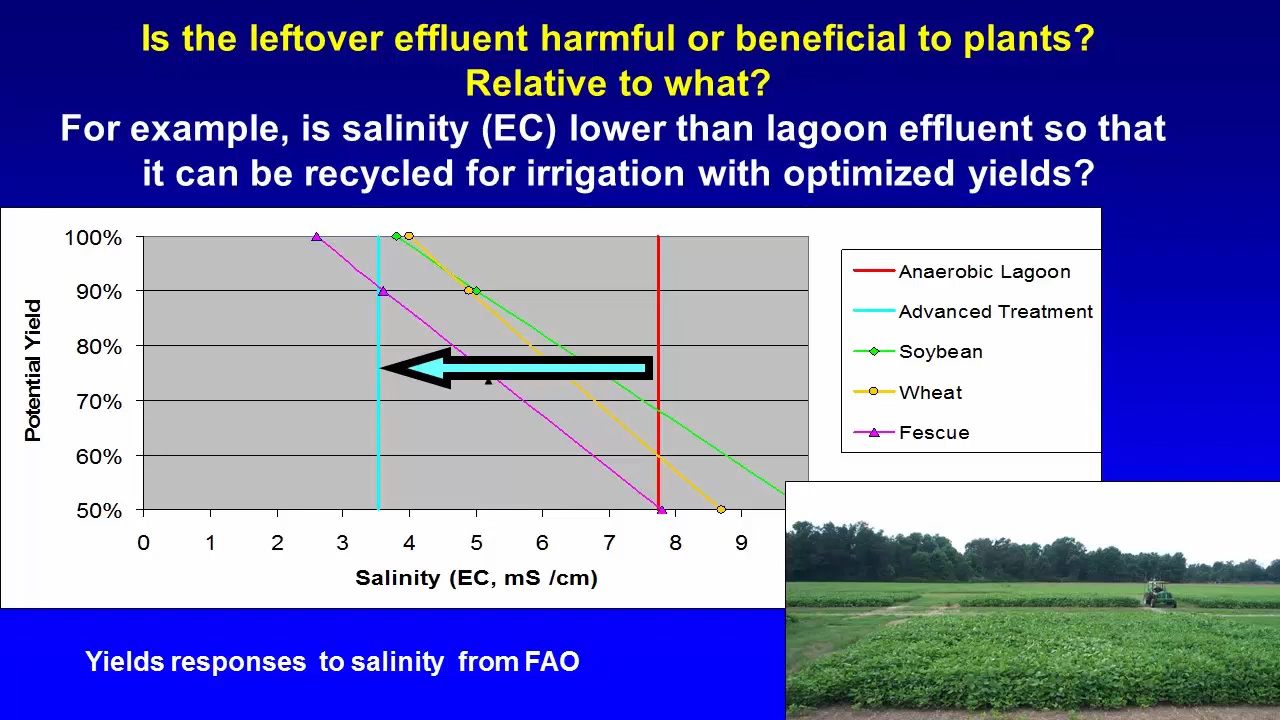 Is the leftover effluent harmful or beneficial to plants?
Relative to what?
For example, is salinity (EC) lower than lagoon effluent so that
it can be recycled for irrigation with optimized yields?
100%
90%
80%
70%
60%
50%
Potential Yield
0 1 2 3 4 5 6 7 8 9
Salinity (EC, mS /cm)
Anaerobic Lagoon
Advanced Treatment
Soybean
Wheat
Fescue
Yields responses to salinity from FAO